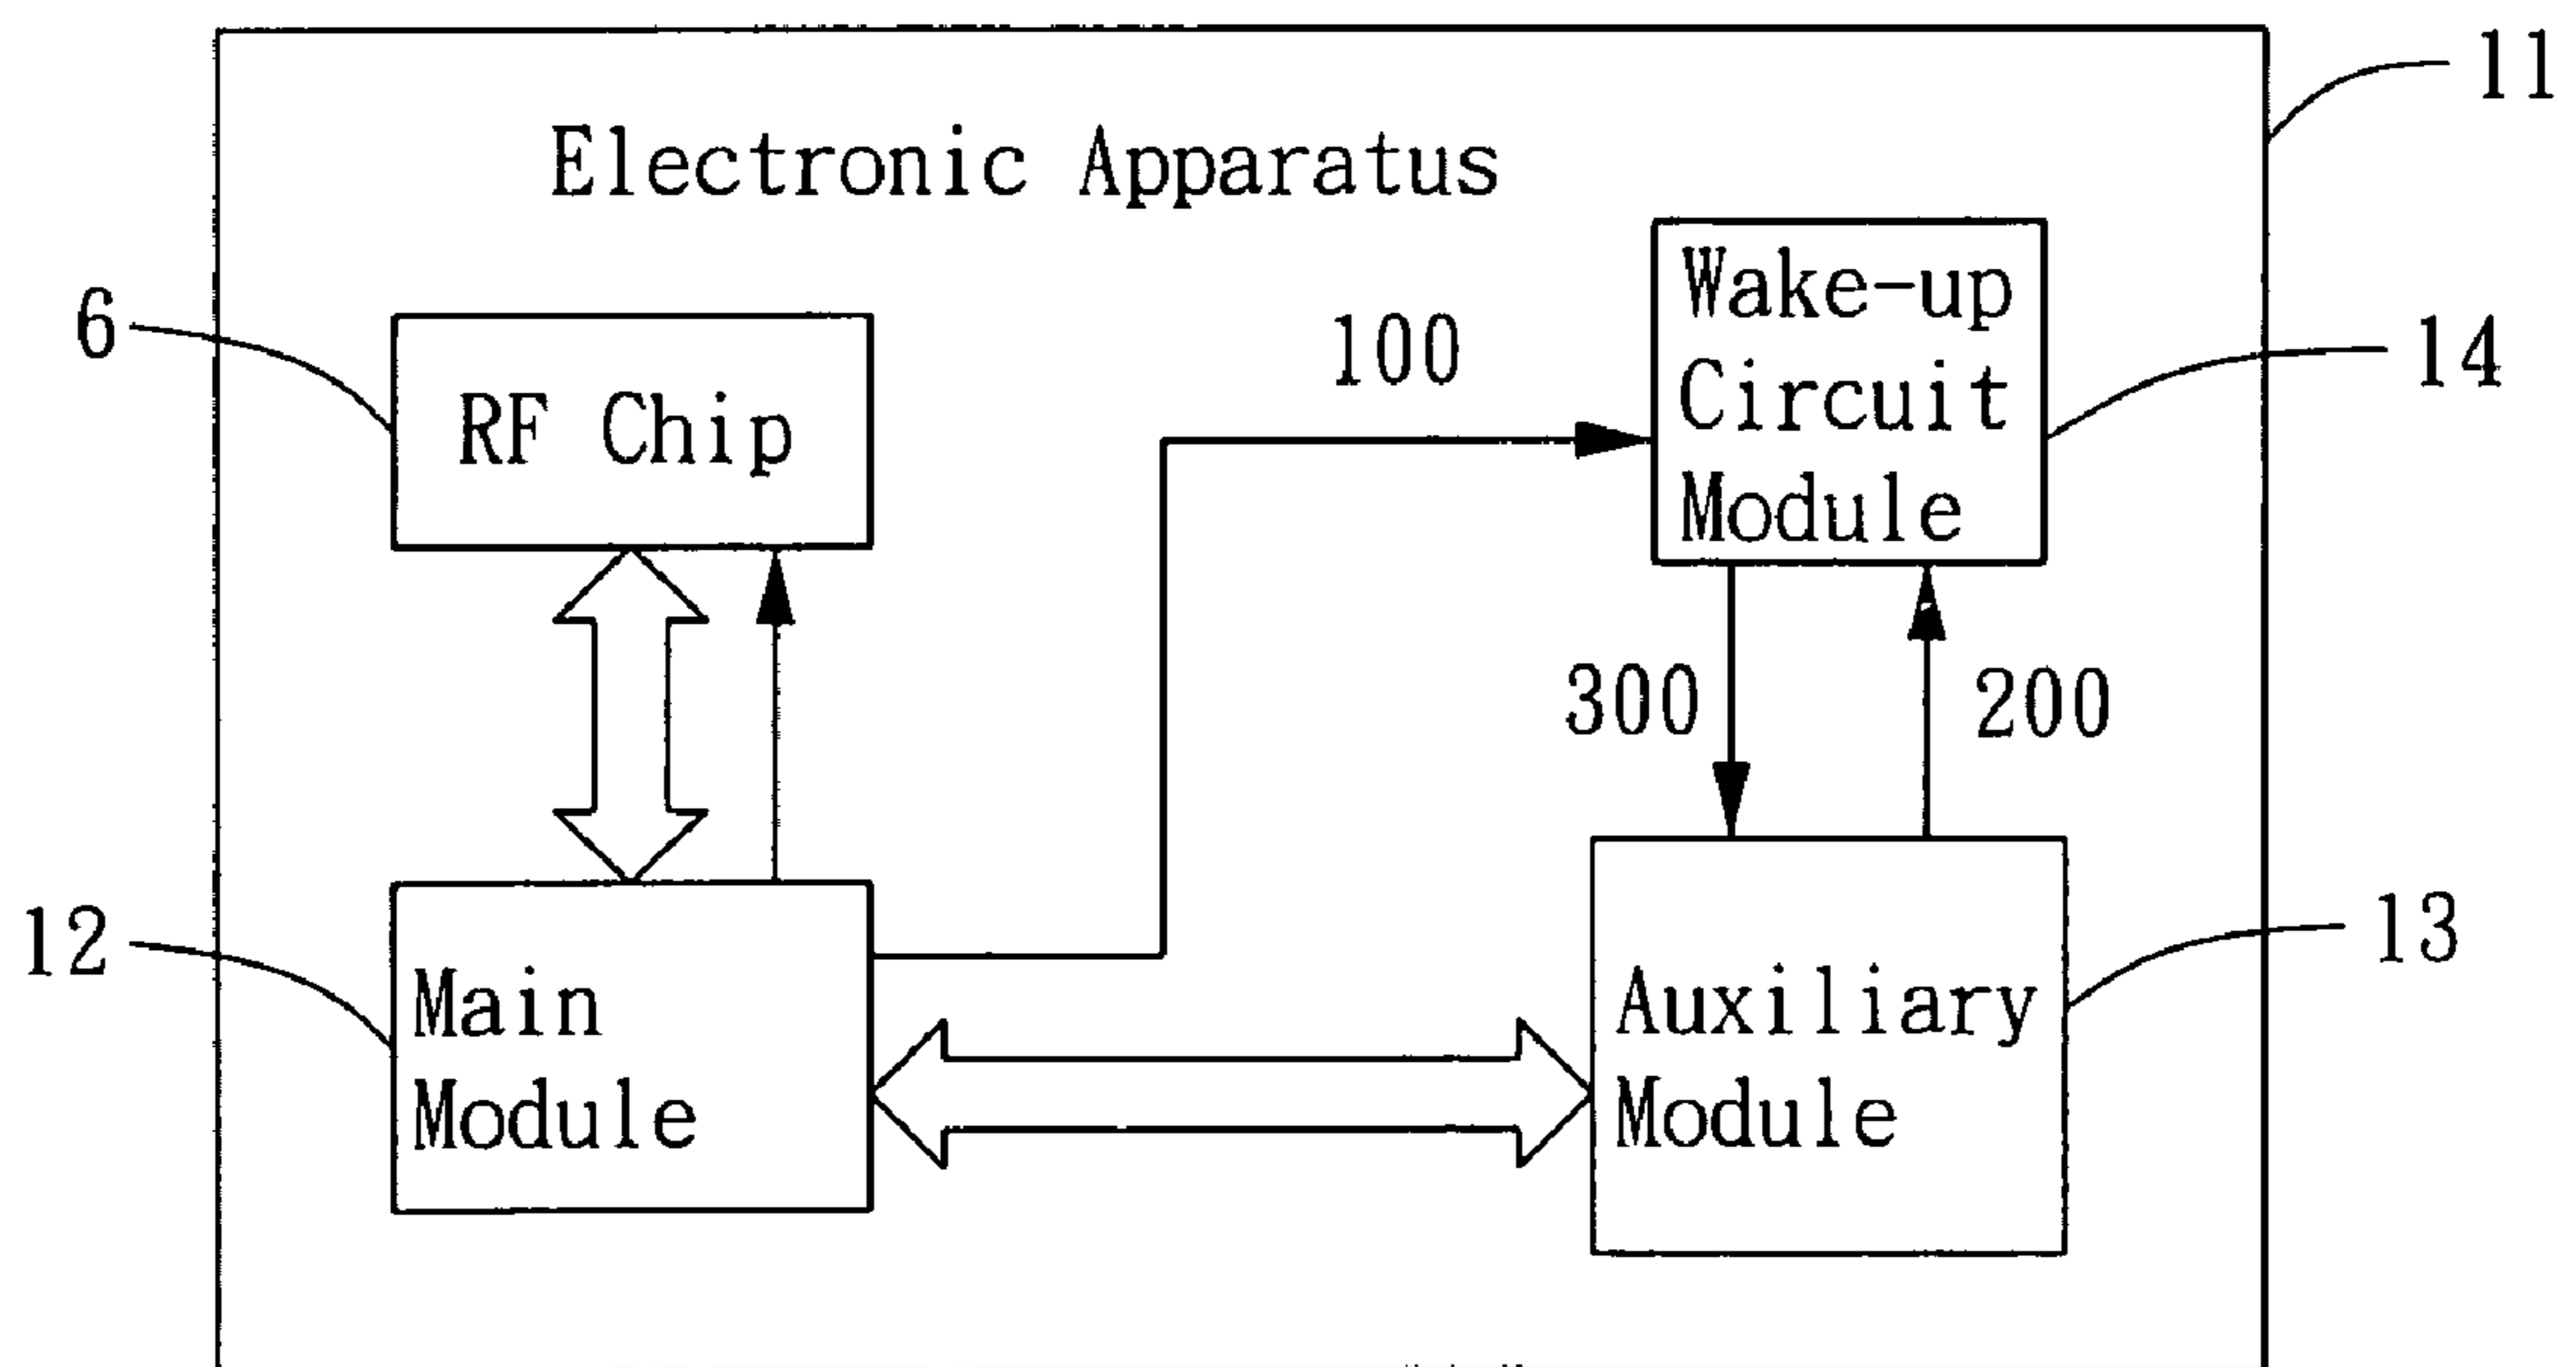 11
Electronic Apparatus
6
RF Chip
100
Wake-up
Circuit
Module
14
300
200
12
Main
Module
Auxiliary
Module
13